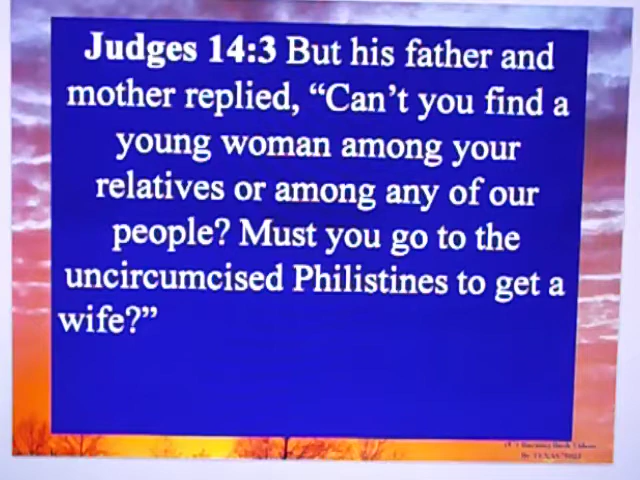 Judges 14:3 But his father and
mother replied, “Can’t you find a
young woman among your
relatives or among any of our
people? Must you go to the
uncircumcised Philistines to get a
wife?”